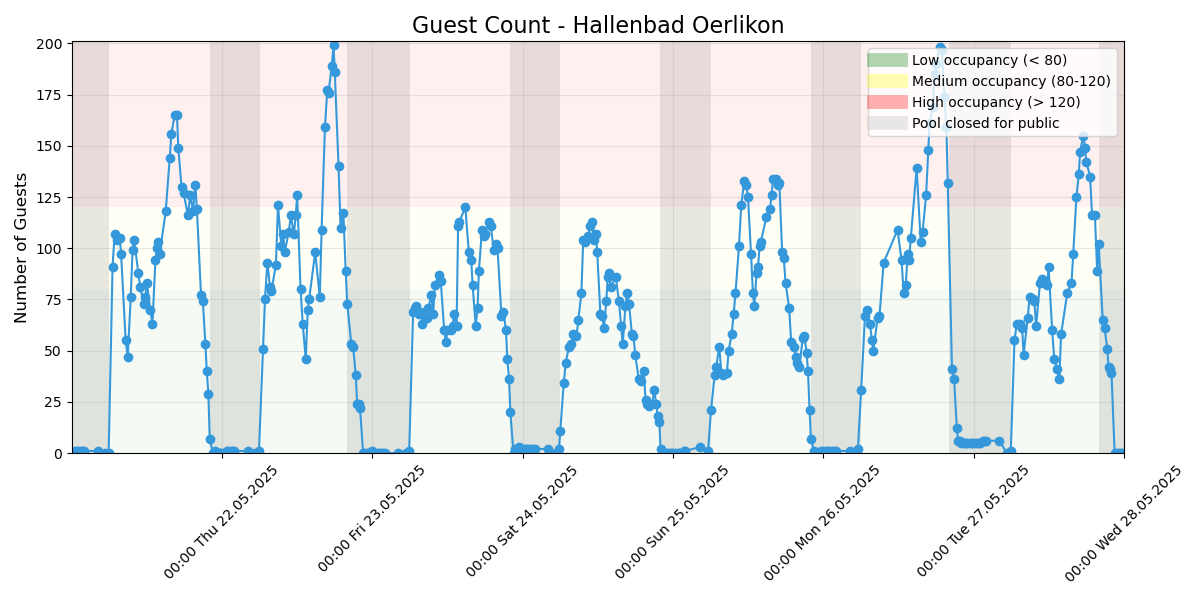 Guest Count - Hallenbad Oerlikon
Number of Guests
200
175
150
125
100
75
50
25
0
Low occupancy (< 80)
Medium occupancy (80-120)
High occupancy (> 120)
Pool closed for public
00:00 Thu 22.05.2025
00:00 Fri 23.05.2025
00:00 Sat 24.05.2025
00:00 Sun 25.05.2025
00:00 Mon 26.05.2025
00:00 Tue 27.05.2025
00:00 Wed 28.05.2025